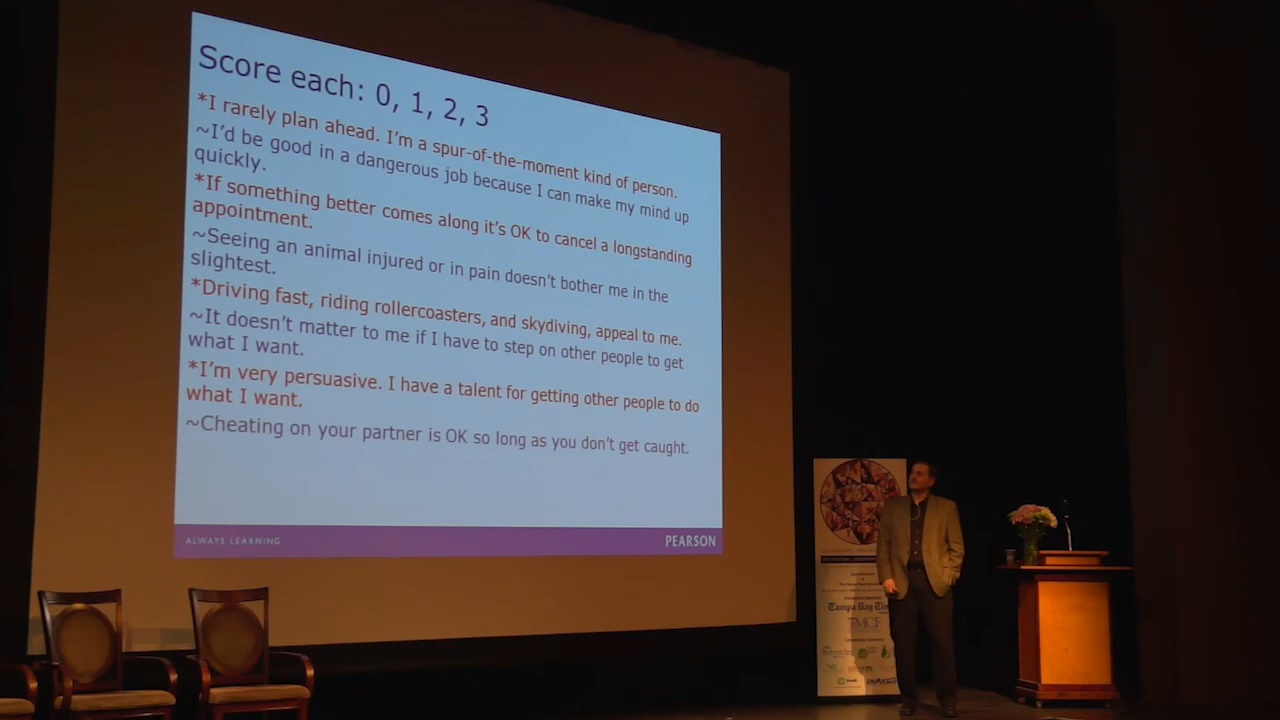 Score each: 0, 1, 2, 3
*I rarely plan ahead. I'm a spur-of-the-moment kind of person.
~I'd be good in a dangerous job because I can make my mind up
quickly.
*If something better comes along it's OK to cancel a longstanding
appointment.
~Seeing an animal injured or in pain doesn't bother me in the
slightest.
*Driving fast, riding rollercoasters, and skydiving, appeal to me.
~It doesn't matter to me if I have to step on other people to get
what I want.
*I'm very persuasive. I have a talent for getting other people to do
what I want.
~Cheating on your partner is OK so long as you don't get caught.
ALWAYS LEARNING
PEARSON
Tampa Bay
MCF